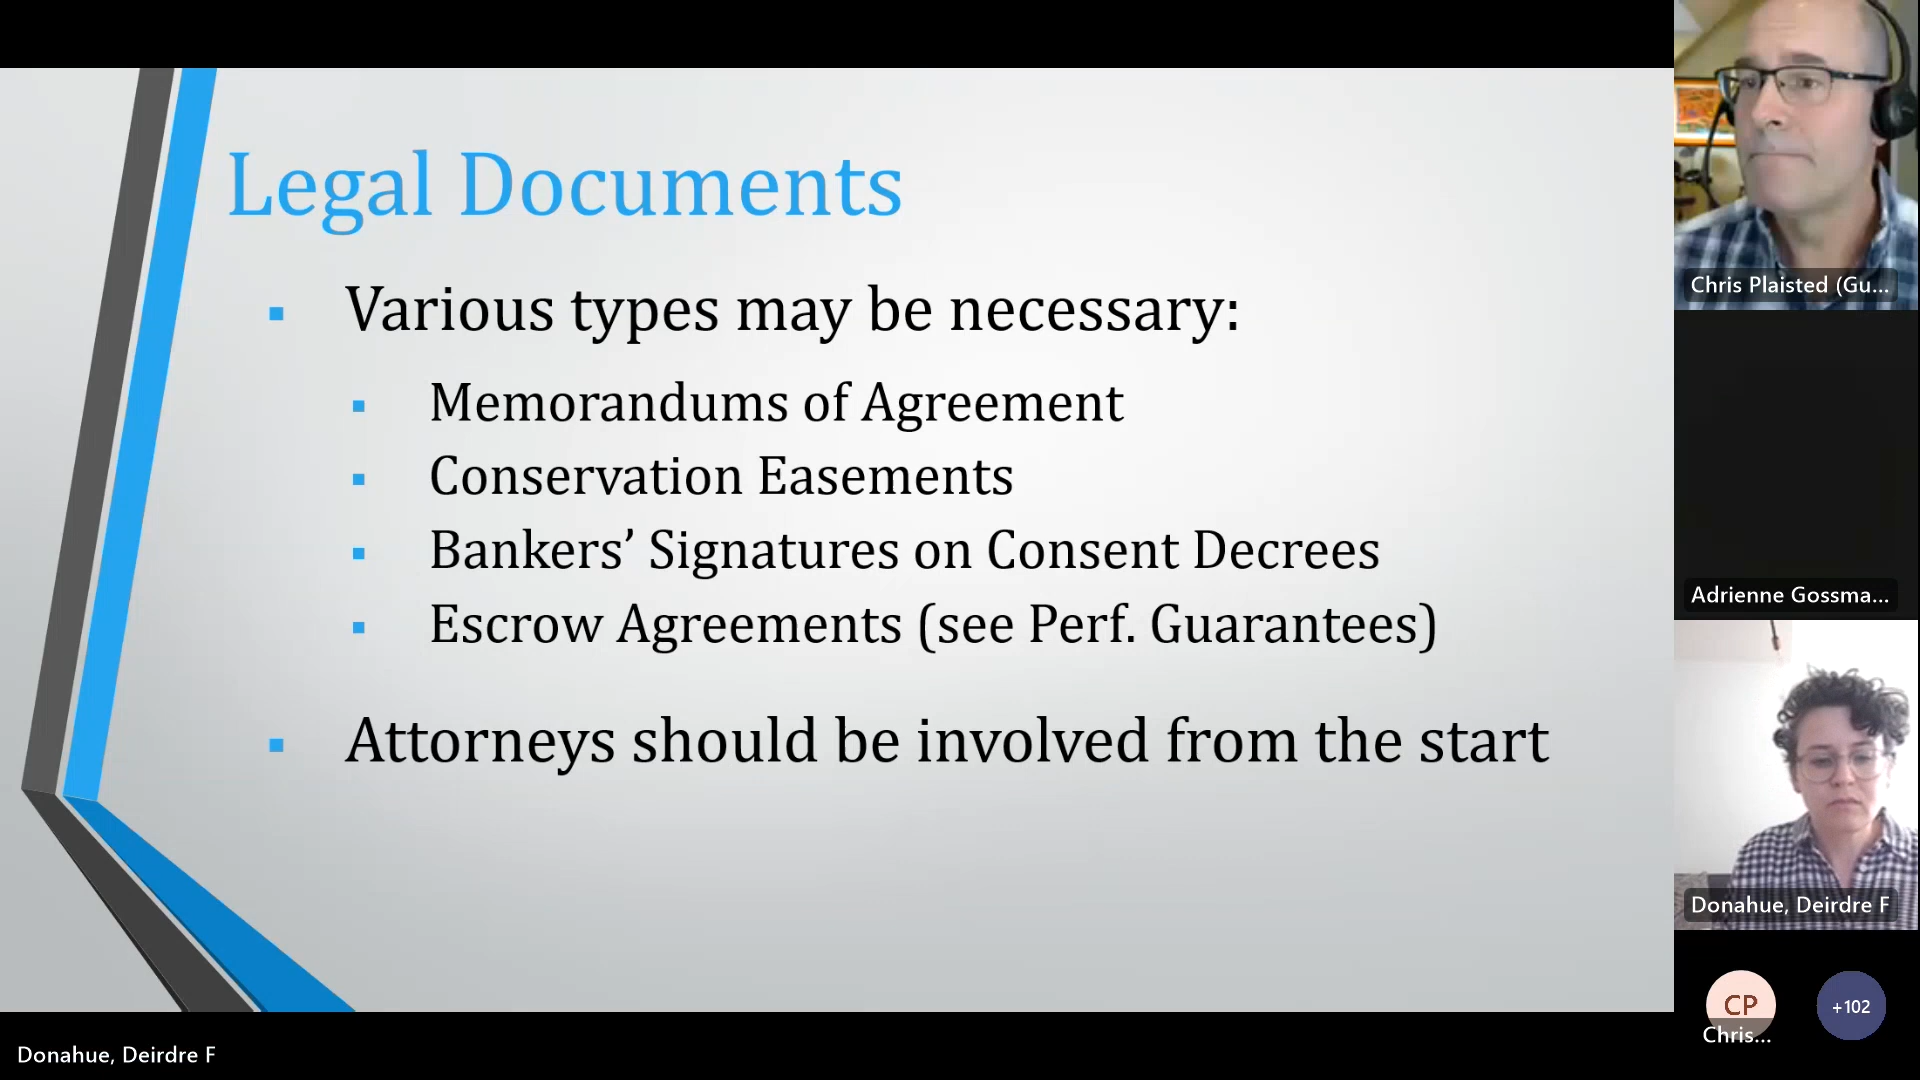 Legal Documents
▪ Various types may be necessary:
▪ Memorandums of Agreement
▪ Conservation Easements
▪ Bankers’ Signatures on Consent Decrees
▪ Escrow Agreements (see Perf. Guarantees)
▪ Attorneys should be involved from the start
Chris Plaisted (Gu...
Adrienne Gossma...
Donahue, Deirdre F
CP
Chris...
+102
Donahue, Deirdre F